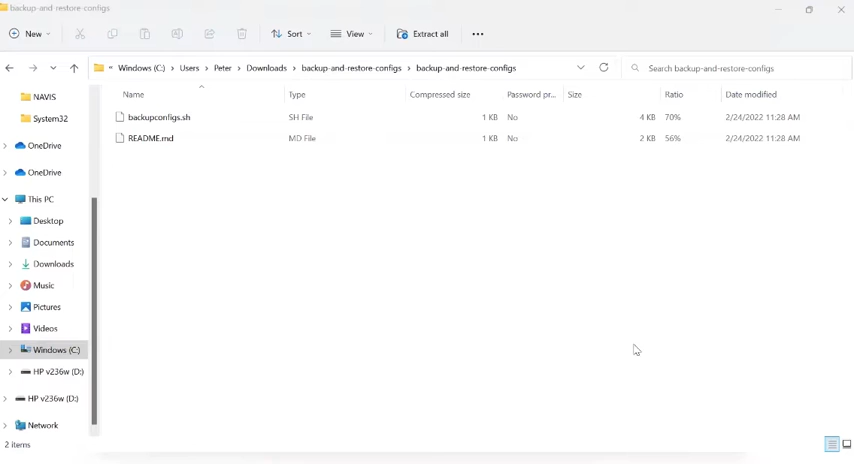 backup-and-restore-configs
New Sort View Extract all
« Windows (C:) › Users › Peter › Downloads › backup-and-restore-configs › backup-and-restore-configs
Search backup-and-restore-configs
Name Type Compressed size Password pr... Size Ratio Date modified
backupconfigs.sh SH File 1 KB No 4 KB 70% 2/24/2022 11:28 AM
README.md MD File 1 KB No 2 KB 56% 2/24/2022 11:28 AM
NAVIS
System32
OneDrive
OneDrive
This PC
Desktop
Documents
Downloads
Music
Pictures
Videos
Windows (C:)
HP v236w (D:)
HP v236w (D:)
Network
2 items